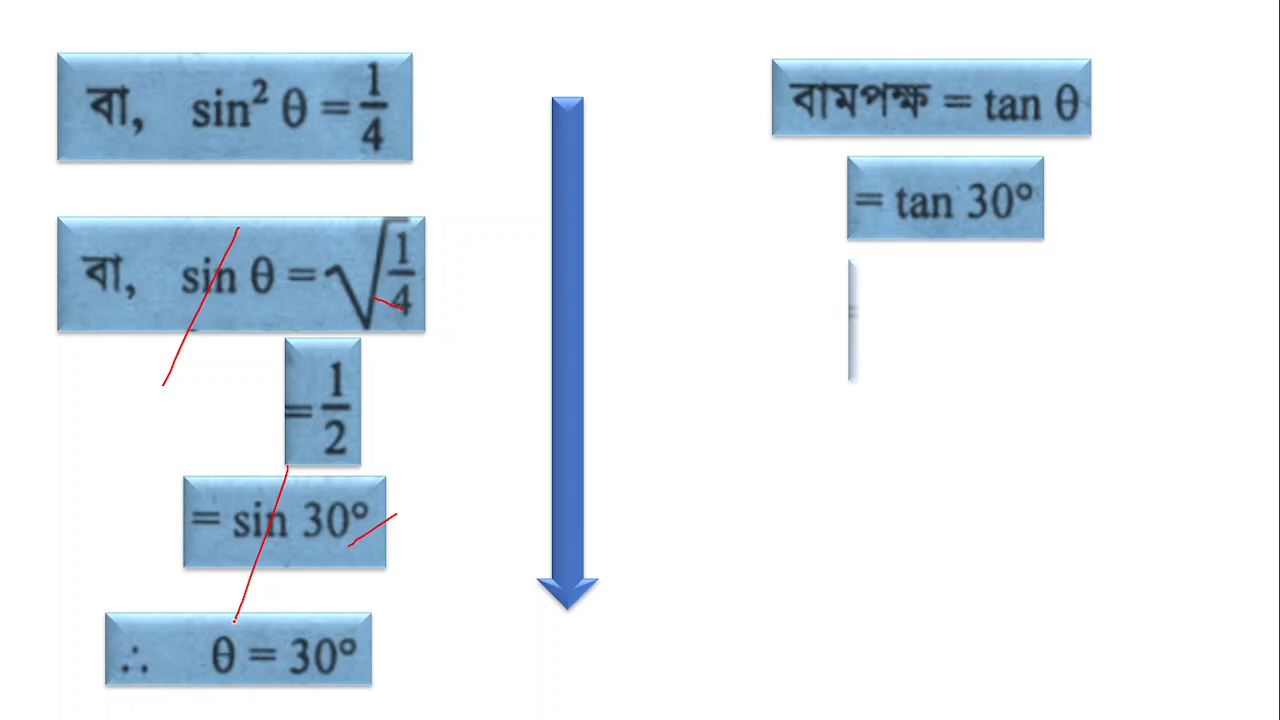 বা, sin² θ = 1/4
বা, sin θ = √(1/4)
= 1/2
= sin 30°
∴ θ = 30°
বামপক্ষ = tan θ
= tan 30°